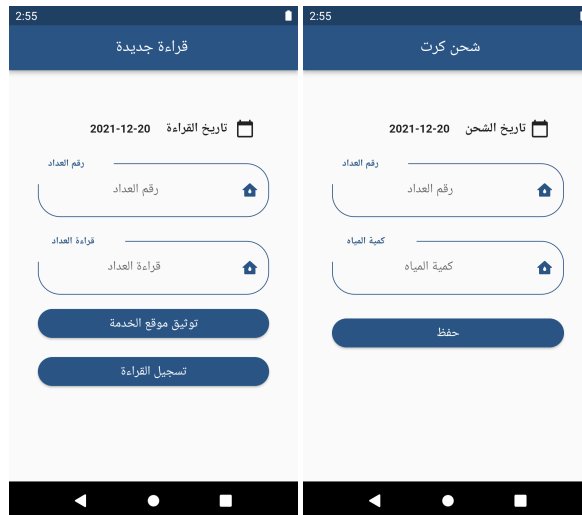 2:55
قراءة جديدة
تاريخ القراءة 2021-12-20
رقم العداد
رقم العداد
قراءة العداد
قراءة العداد
توثيق موقع الخدمة
تسجيل القراءة
2:55
شحن كرت
تاريخ الشحن 2021-12-20
رقم العداد
رقم العداد
كمية المياه
كمية المياه
حفظ